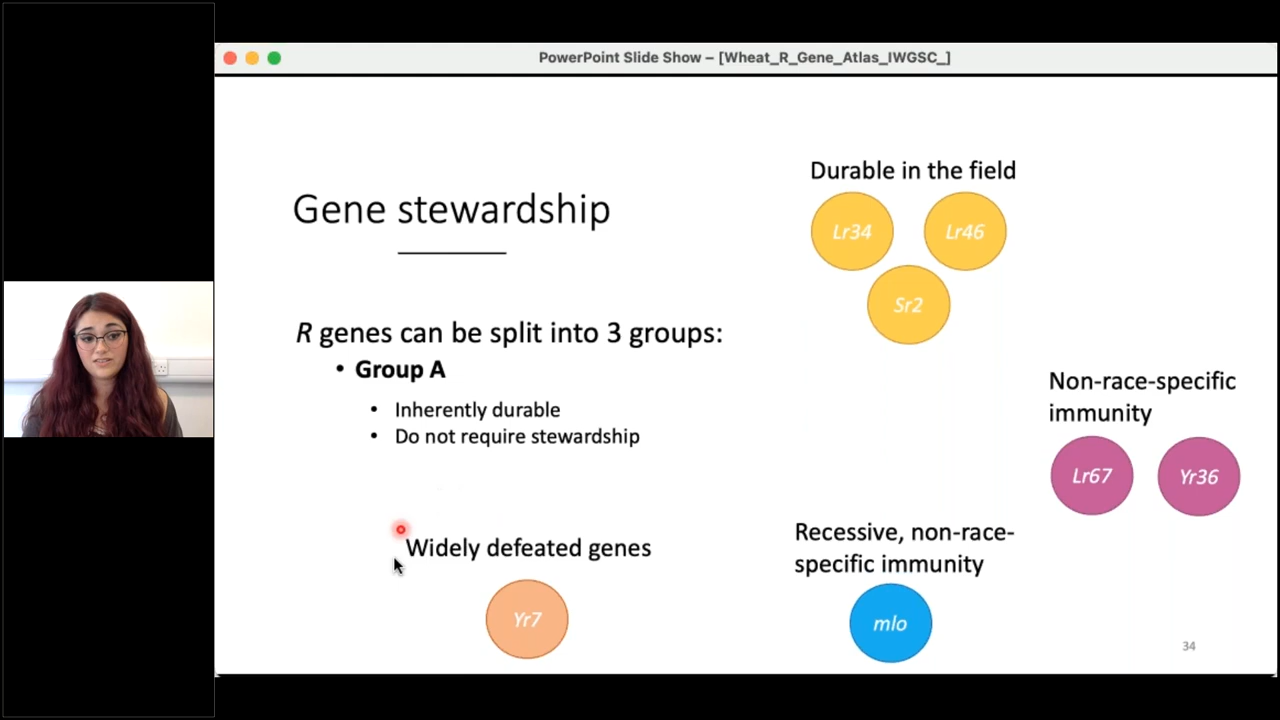 PowerPoint Slide Show – [Wheat_R_Gene_Atlas_IWGSC_]
Gene stewardship
R genes can be split into 3 groups:
• Group A
• Inherently durable
• Do not require stewardship
Durable in the field
Lr34
Lr46
Sr2
Non-race-specific
immunity
Lr67
Yr36
Widely defeated genes
Yr7
Recessive, non-race-
specific immunity
mlo
34